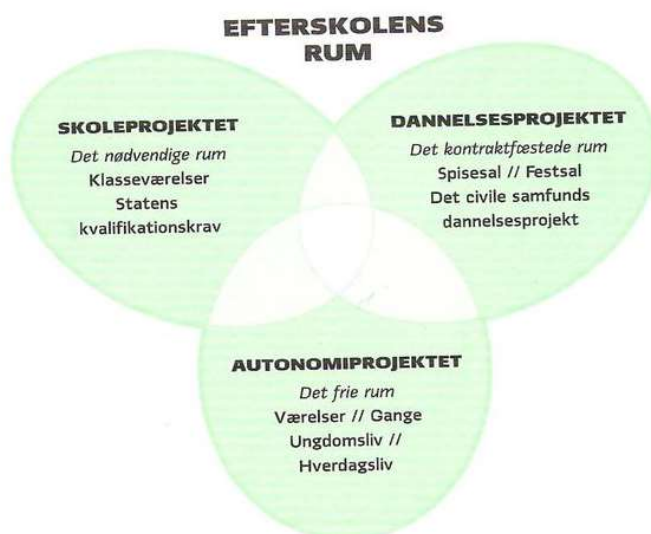 EFTERSKOLENS
RUM
SKOLEPROJEKTET
Det nødvendige rum
Klasseværelser
Statens
kvalifikationskrav
DANNELSESPROJEKTET
Det kontraktfæstede rum
Spisesal // Festsal
Det civile samfunds
dannelsesprojekt
AUTONOMIPROJEKTET
Det frie rum
Værelser // Gange
Ungdomsliv //
Hverdagsliv